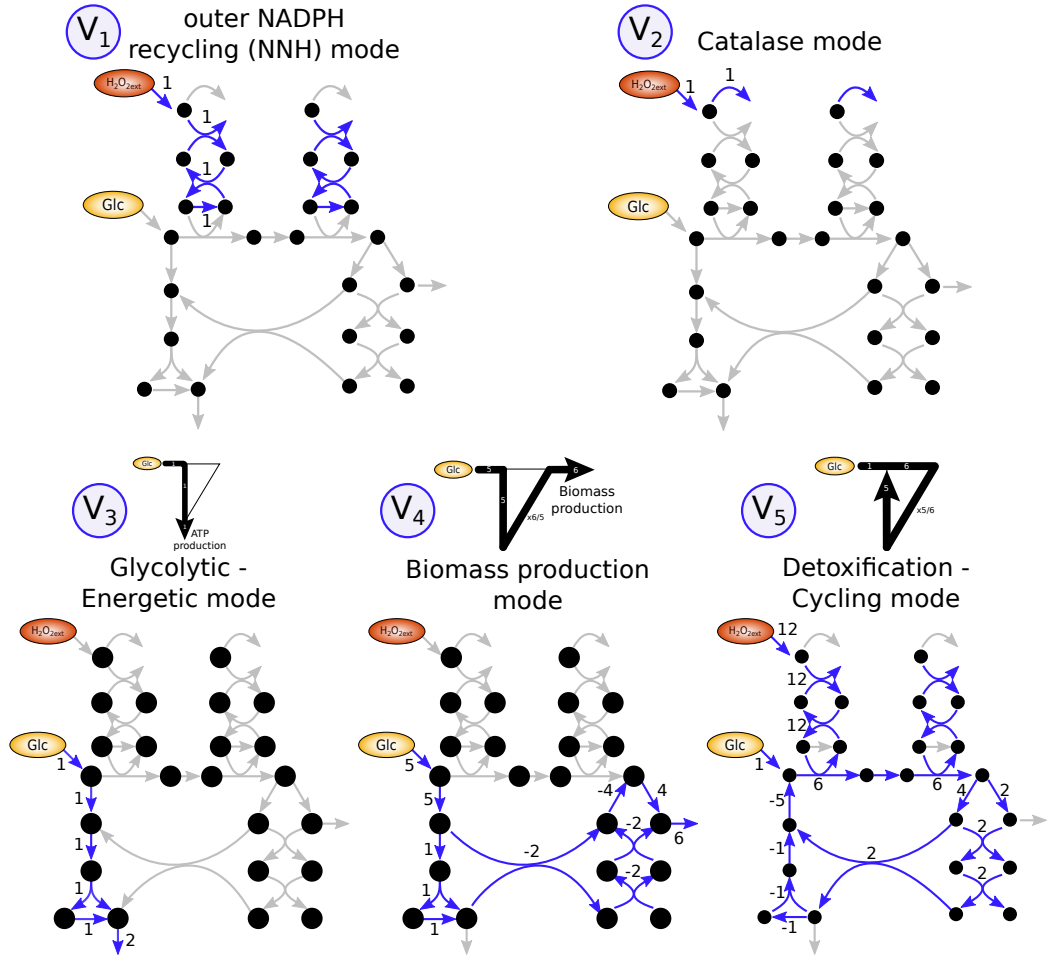 V1
outer NADPH
recycling (NNH) mode
H2O2ext
1
1
1
1
Glc
V2
Catalase mode
H2O2ext
1
1
Glc
V3
Glc
1
1
1
ATP
production
Glycolytic -
Energetic mode
H2O2ext
Glc
1
1
1
1
1
2
V4
Glc
5
5
x6/5
6
Biomass
production
Biomass production
mode
H2O2ext
Glc
5
5
1
1
1
-2
-4
4
-2
-2
6
V5
Glc
1
6
5
x5/6
Detoxification -
Cycling mode
H2O2ext
12
12
12
Glc
1
6
6
4
2
-5
-1
2
2
2
-1
-1